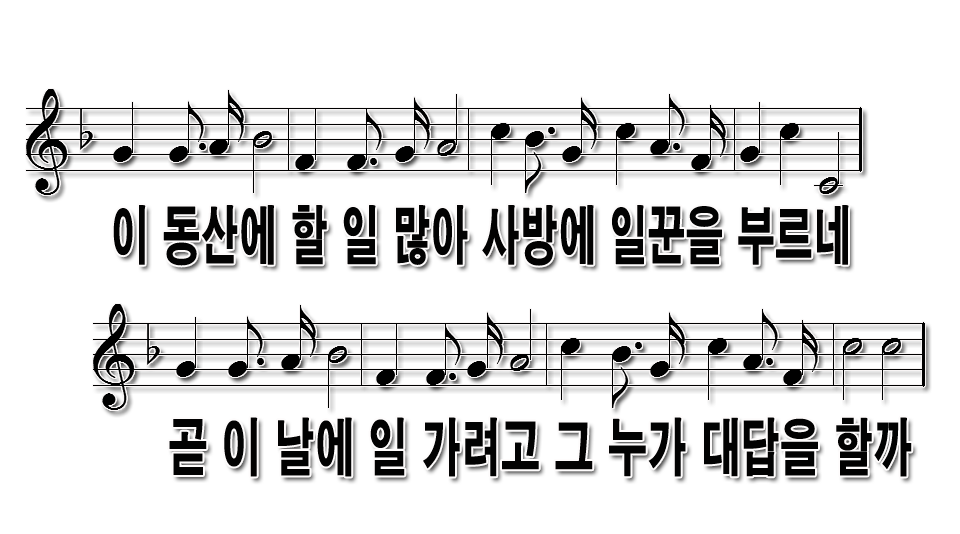 이 동산에 할 일 많아 사방에 일꾼을 부르네
곧 이 날에 일 가려고 그 누가 대답을 할까